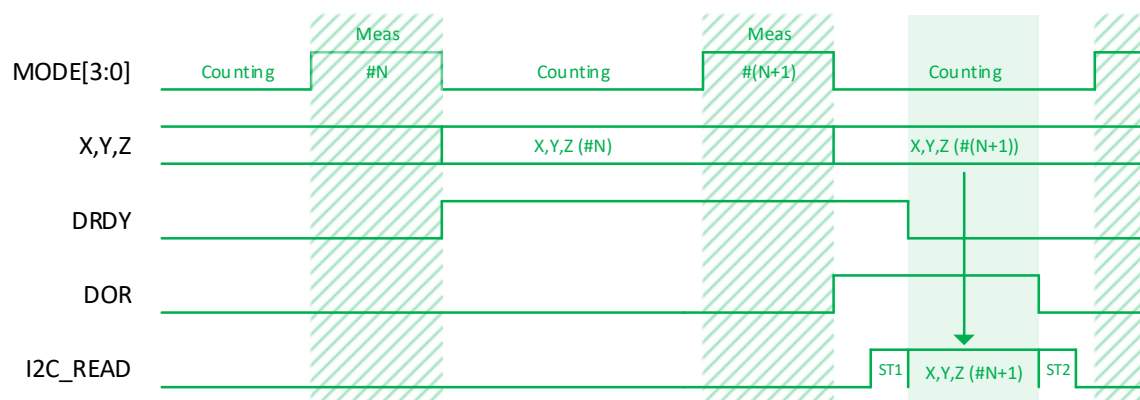 Meas
Meas
MODE[3:0]
Counting
#N
Counting
#(N+1)
Counting
X,Y,Z
X,Y,Z (#N)
X,Y,Z (#(N+1))
DRDY
DOR
I2C_READ
ST1
X,Y,Z (#N+1)
ST2